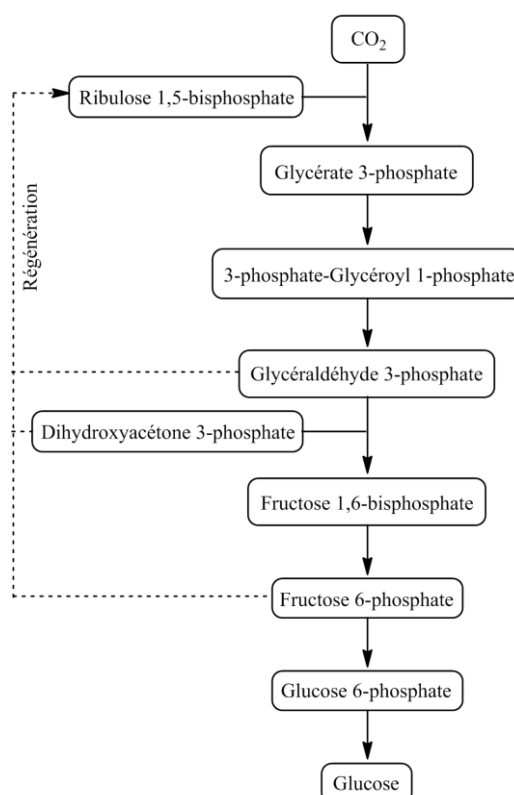 CO₂
Ribulose 1,5-bisphosphate
Glycérate 3-phosphate
Régénération
3-phosphate-Glycéroyl 1-phosphate
Glycéraldéhyde 3-phosphate
Dihydroxyacétone 3-phosphate
Fructose 1,6-bisphosphate
Fructose 6-phosphate
Glucose 6-phosphate
Glucose